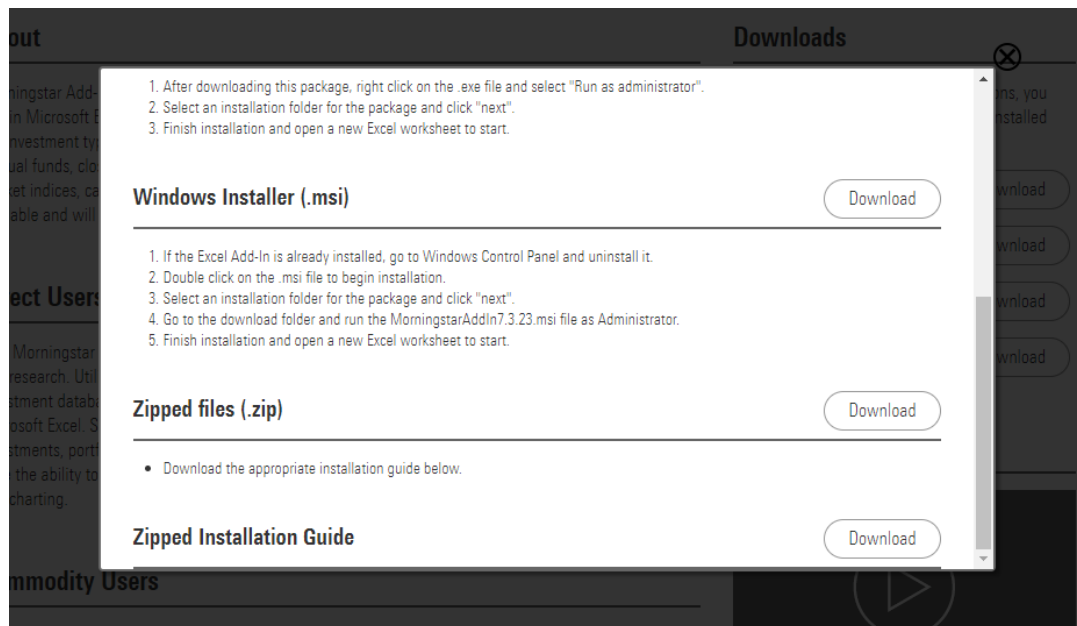 out
Downloads
1. After downloading this package, right click on the .exe file and select "Run as administrator".
2. Select an installation folder for the package and click "next".
3. Finish installation and open a new Excel worksheet to start.
ningstar Add-
in Microsoft E
nvestment typ
ual funds, clo
ket indices, ca
able and will
ons, you
nstalled
Windows Installer (.msi)
Download
wnload
1. If the Excel Add-In is already installed, go to Windows Control Panel and uninstall it.
2. Double click on the .msi file to begin installation.
3. Select an installation folder for the package and click "next".
4. Go to the download folder and run the MorningstarAddIn7.3.23.msi file as Administrator.
5. Finish installation and open a new Excel worksheet to start.
wnload
wnload
wnload
ect Users
Morningstar
research. Util
stment databa
osoft Excel. S
stments, portf
the ability to
charting.
Zipped files (.zip)
Download
• Download the appropriate installation guide below.
Zipped Installation Guide
Download
mmodity Users